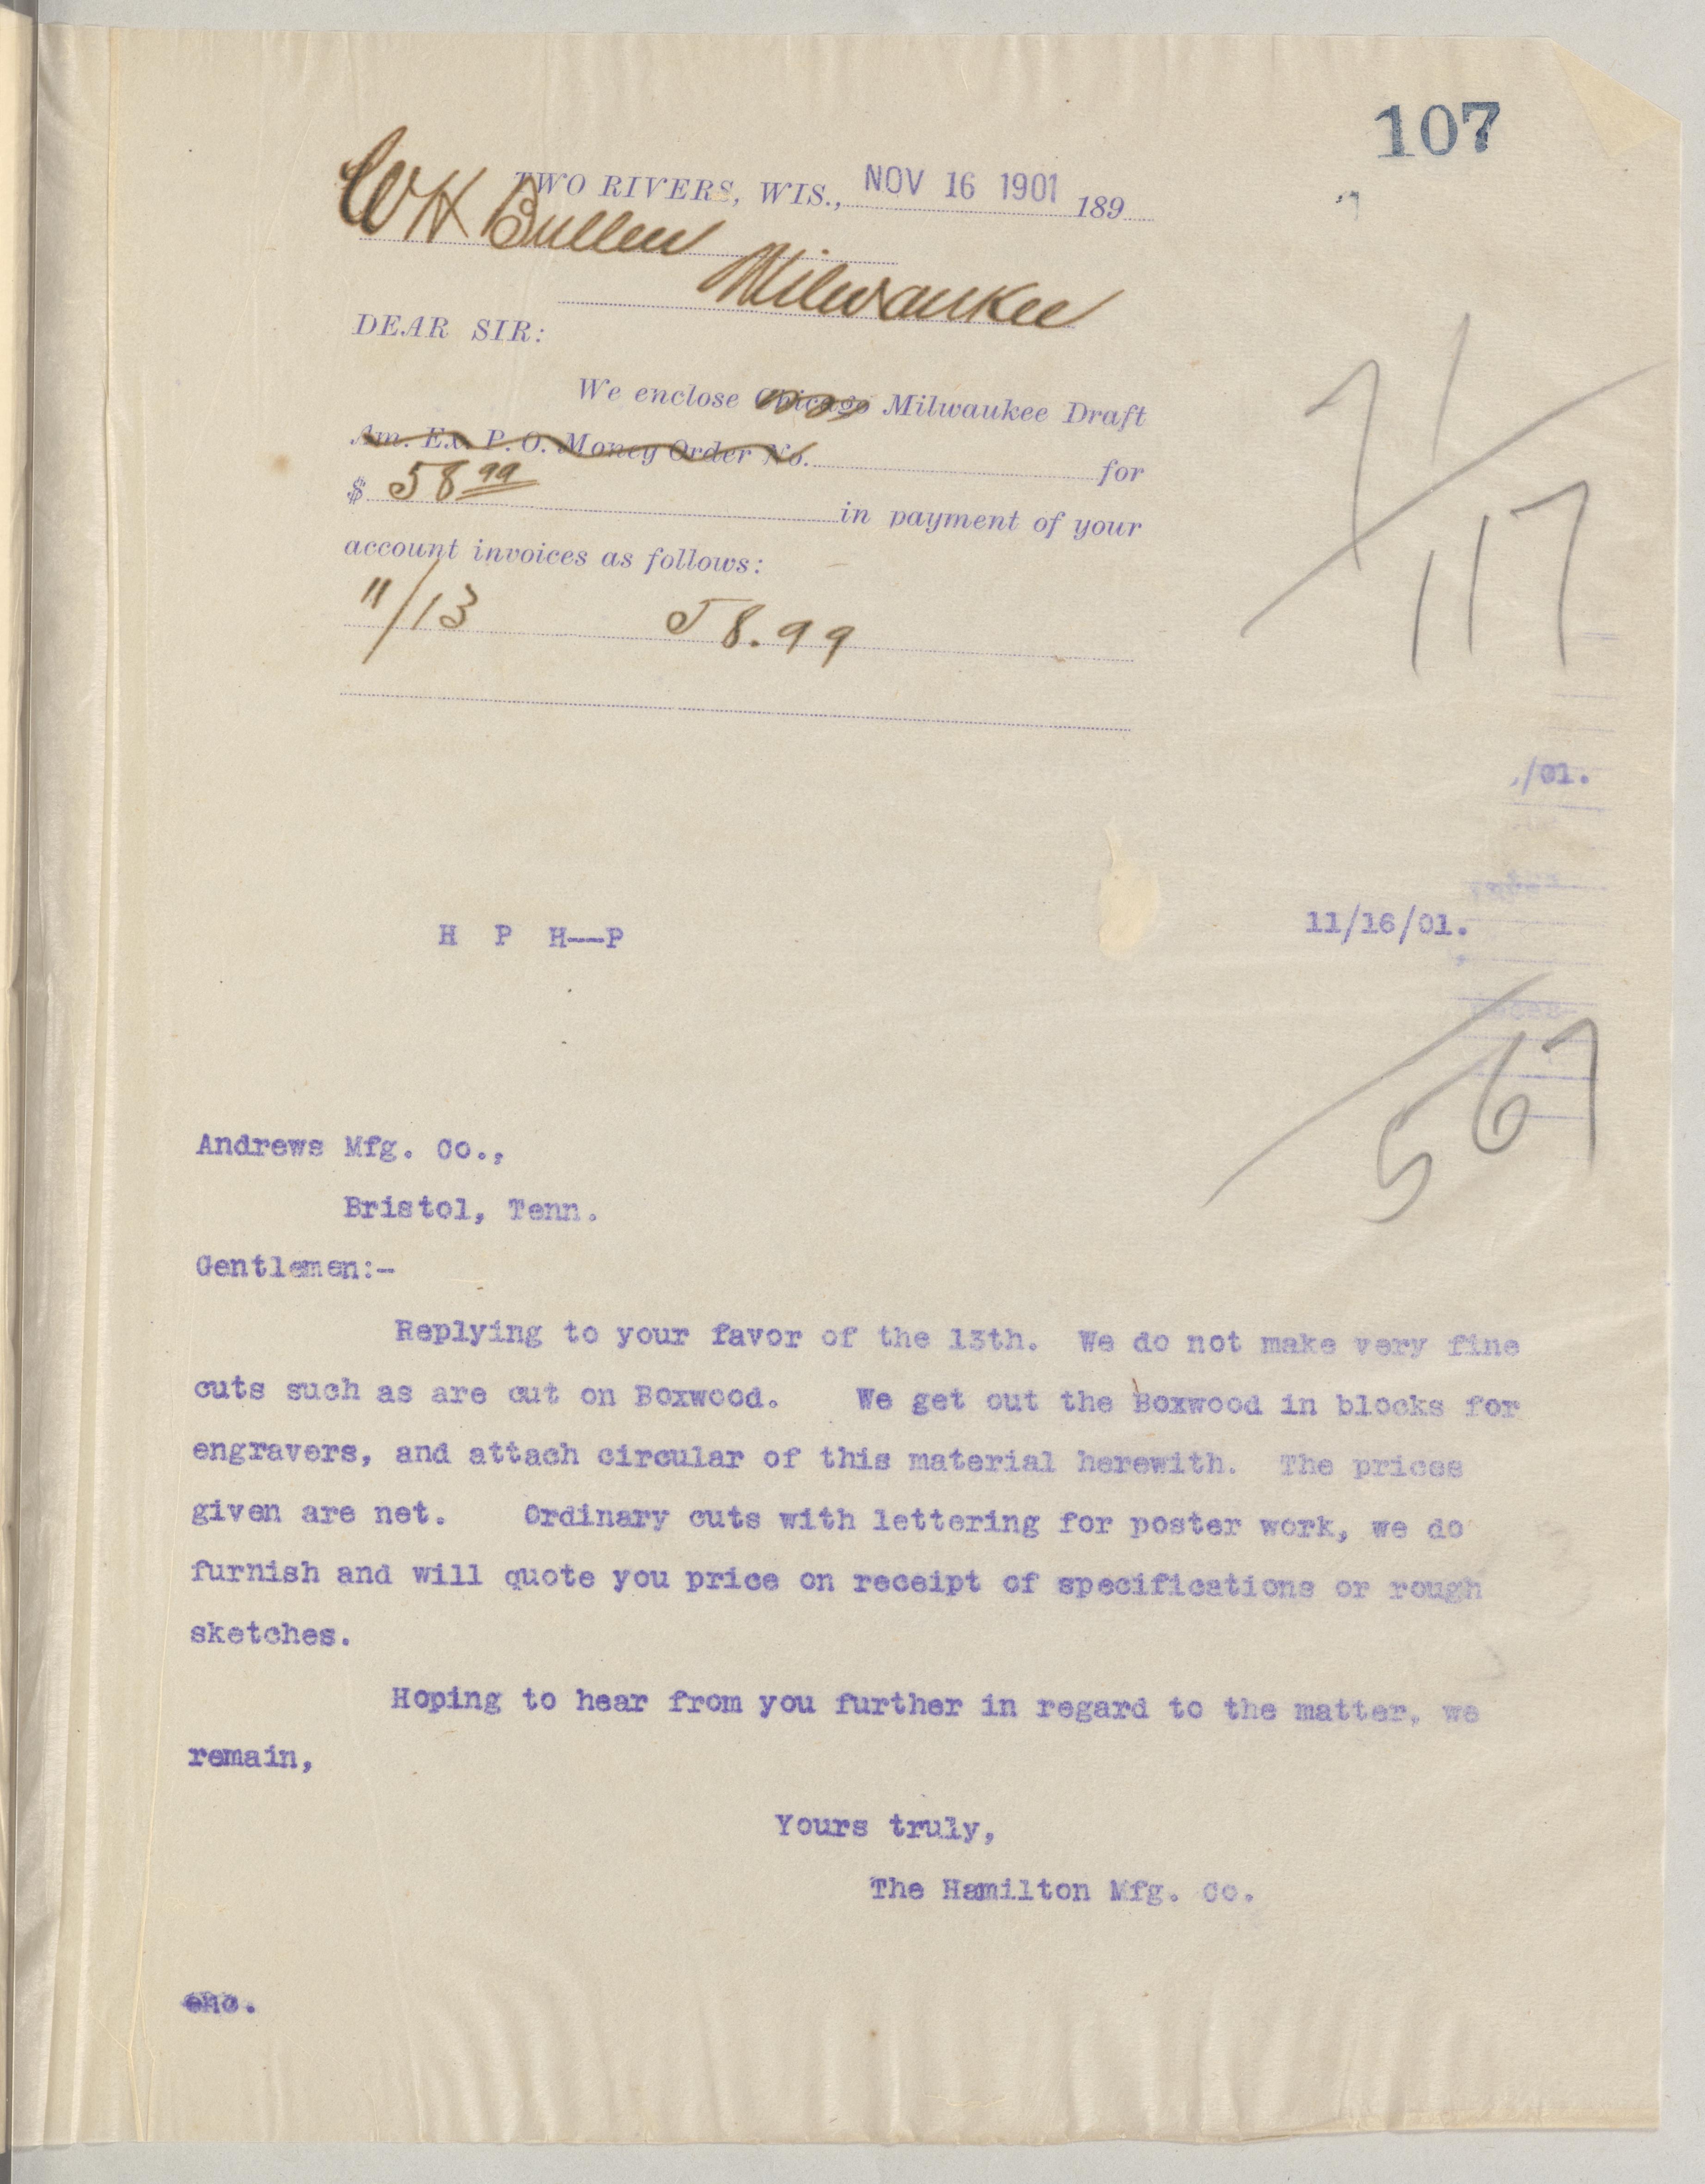 107
TWO RIVERS, WIS., NOV 16 1901 189
W H Bullen
Milwaukee
DEAR SIR:
We enclose Chicago Milwaukee Draft
Am. Ex. P. O. Money Order No. for
$ 58 99 in payment of your
account invoices as follows:
11/13 58.99
71
117
/01.
H P H--P 11/16/01.
567
Andrews Mfg. Co.,
Bristol, Tenn.
Gentlemen:-
Replying to your favor of the 13th. We do not make very fine
cuts such as are cut on Boxwood. We get out the Boxwood in blocks for
engravers, and attach circular of this material herewith. The prices
given are net. Ordinary cuts with lettering for poster work, we do
furnish and will quote you price on receipt of specifications or rough
sketches.
Hoping to hear from you further in regard to the matter, we
remain,
Yours truly,
The Hamilton Mfg. Co.
enc.